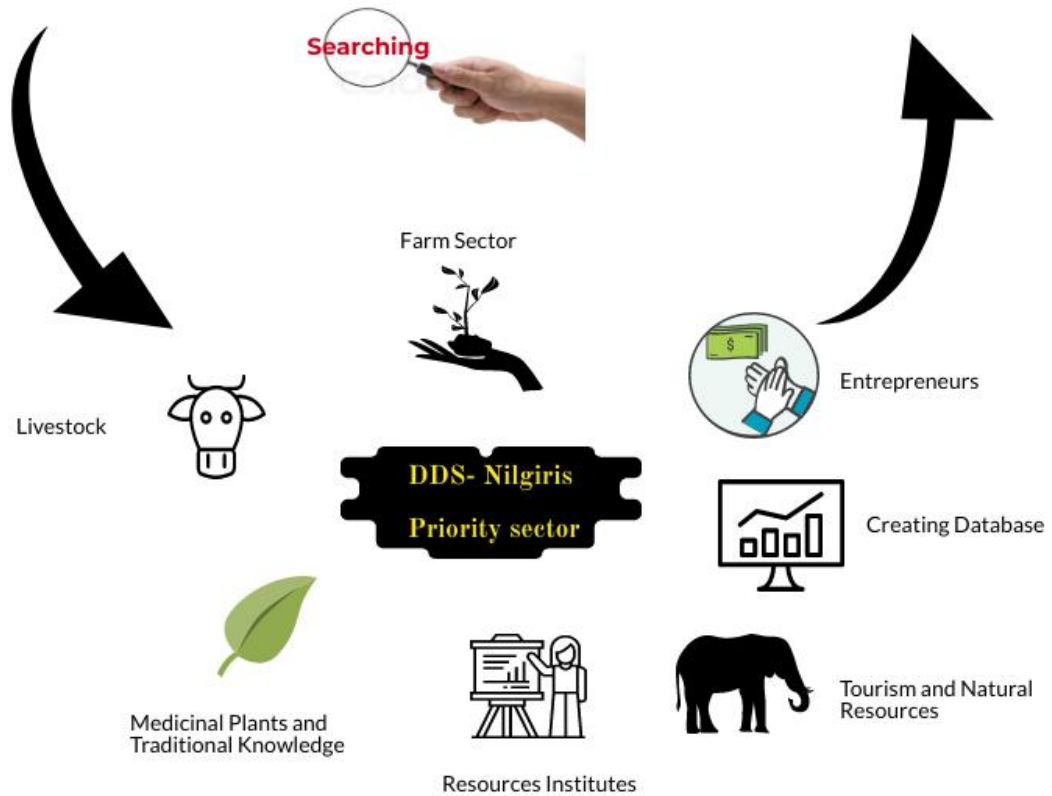 Searching
Farm Sector
Entrepreneurs
Livestock
DDS- Nilgiris
Priority sector
Creating Database
Tourism and Natural
Resources
Medicinal Plants and
Traditional Knowledge
Resources Institutes
$